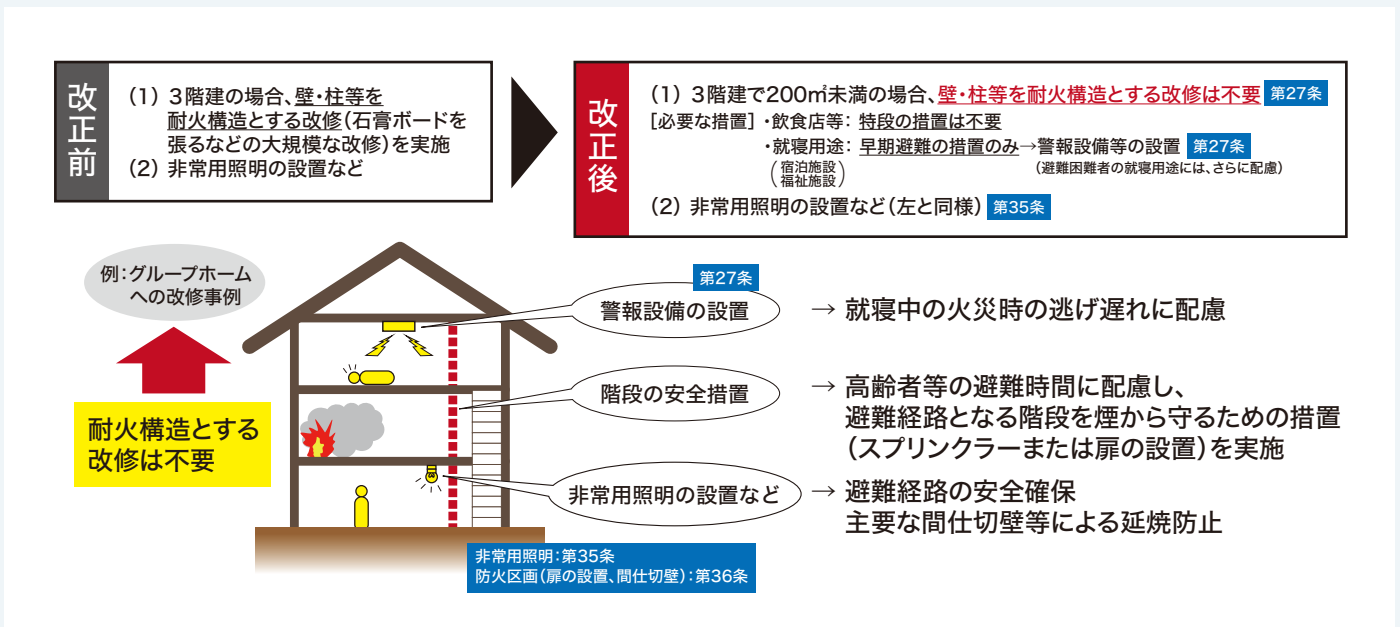 改正前
(1) 3階建の場合、壁・柱等を
耐火構造とする改修(石膏ボードを
張るなどの大規模な改修)を実施
(2) 非常用照明の設置など
改正後
(1) 3階建で200㎡未満の場合、壁・柱等を耐火構造とする改修は不要 第27条
[必要な措置] ・飲食店等: 特段の措置は不要
・就寝用途: 早期避難の措置のみ→警報設備等の設置 第27条
(宿泊施設
福祉施設)
(避難困難者の就寝用途には、さらに配慮)
(2) 非常用照明の設置など(左と同様) 第35条
例:グループホーム
への改修事例
耐火構造とする
改修は不要
第27条
警報設備の設置
→ 就寝中の火災時の逃げ遅れに配慮
階段の安全措置
→ 高齢者等の避難時間に配慮し、
避難経路となる階段を煙から守るための措置
(スプリンクラーまたは扉の設置)を実施
非常用照明の設置など
→ 避難経路の安全確保
主要な間仕切壁等による延焼防止
非常用照明:第35条
防火区画(扉の設置、間仕切壁):第36条